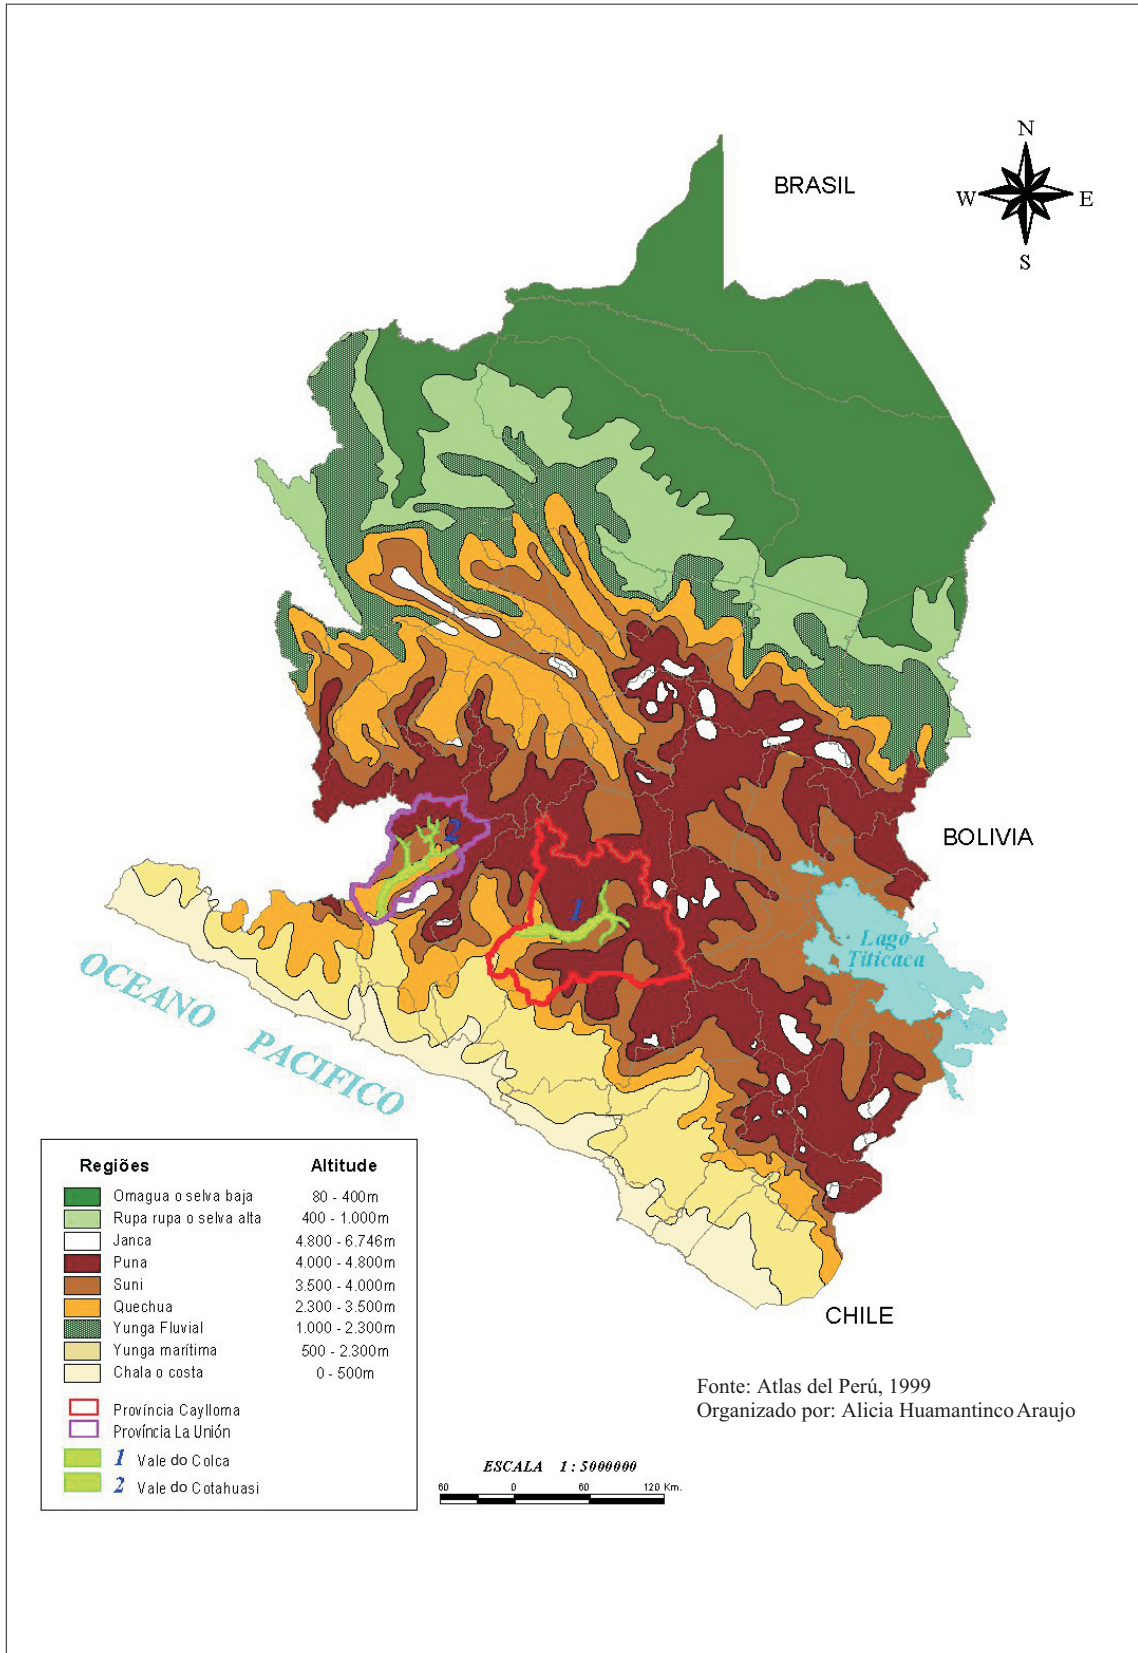 BRASIL
N
W E
S
BOLIVIA
2
1
Lago
Titicaca
OCEANO PACIFICO
CHILE
Regiões Altitude
Omagua o selva baja 80 - 400m
Rupa rupa o selva alta 400 - 1.000m
Janca 4.800 - 6.746m
Puna 4.000 - 4.800m
Suni 3.500 - 4.000m
Quechua 2.300 - 3.500m
Yunga Fluvial 1.000 - 2.300m
Yunga marítima 500 - 2.300m
Chala o costa 0 - 500m
Província Caylloma
Província La Unión
1 Vale do Colca
2 Vale do Cotahuasi
Fonte: Atlas del Perú, 1999
Organizado por: Alicia Huamantinco Araujo
ESCALA 1 : 5000000
60 0 60 120 Km.